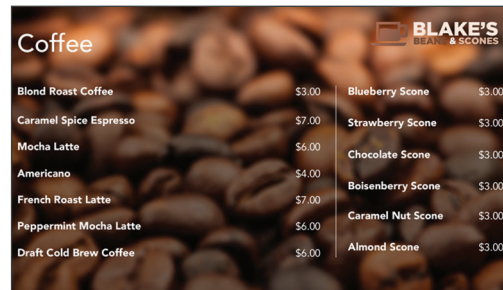 Coffee
BLAKE'S
BEANS & SCONES
Blond Roast Coffee $3.00
Caramel Spice Espresso $7.00
Mocha Latte $6.00
Americano $4.00
French Roast Latte $7.00
Peppermint Mocha Latte $6.00
Draft Cold Brew Coffee $6.00
Blueberry Scone $3.00
Strawberry Scone $3.00
Chocolate Scone $3.00
Boisenberry Scone $3.00
Caramel Nut Scone $3.00
Almond Scone $3.00